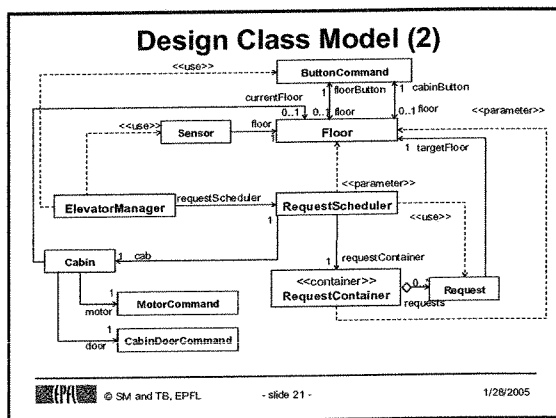 Design Class Model (2)
<<use>>
ButtonCommand
currentFloor
1 floorButton
1 cabinButton
0..1
0..1 floor
0..1 floor
<<parameter>>
<<use>>
Sensor
floor
1
Floor
1 targetFloor
<<parameter>>
ElevatorManager
requestScheduler
1
RequestScheduler
<<use>>
Cabin
1 cab
1 requestContainer
<<container>>
RequestContainer
0..*
requests
Request
1
motor
MotorCommand
1
door
CabinDoorCommand
EPFL © SM and TB, EPFL
- slide 21 -
1/28/2005